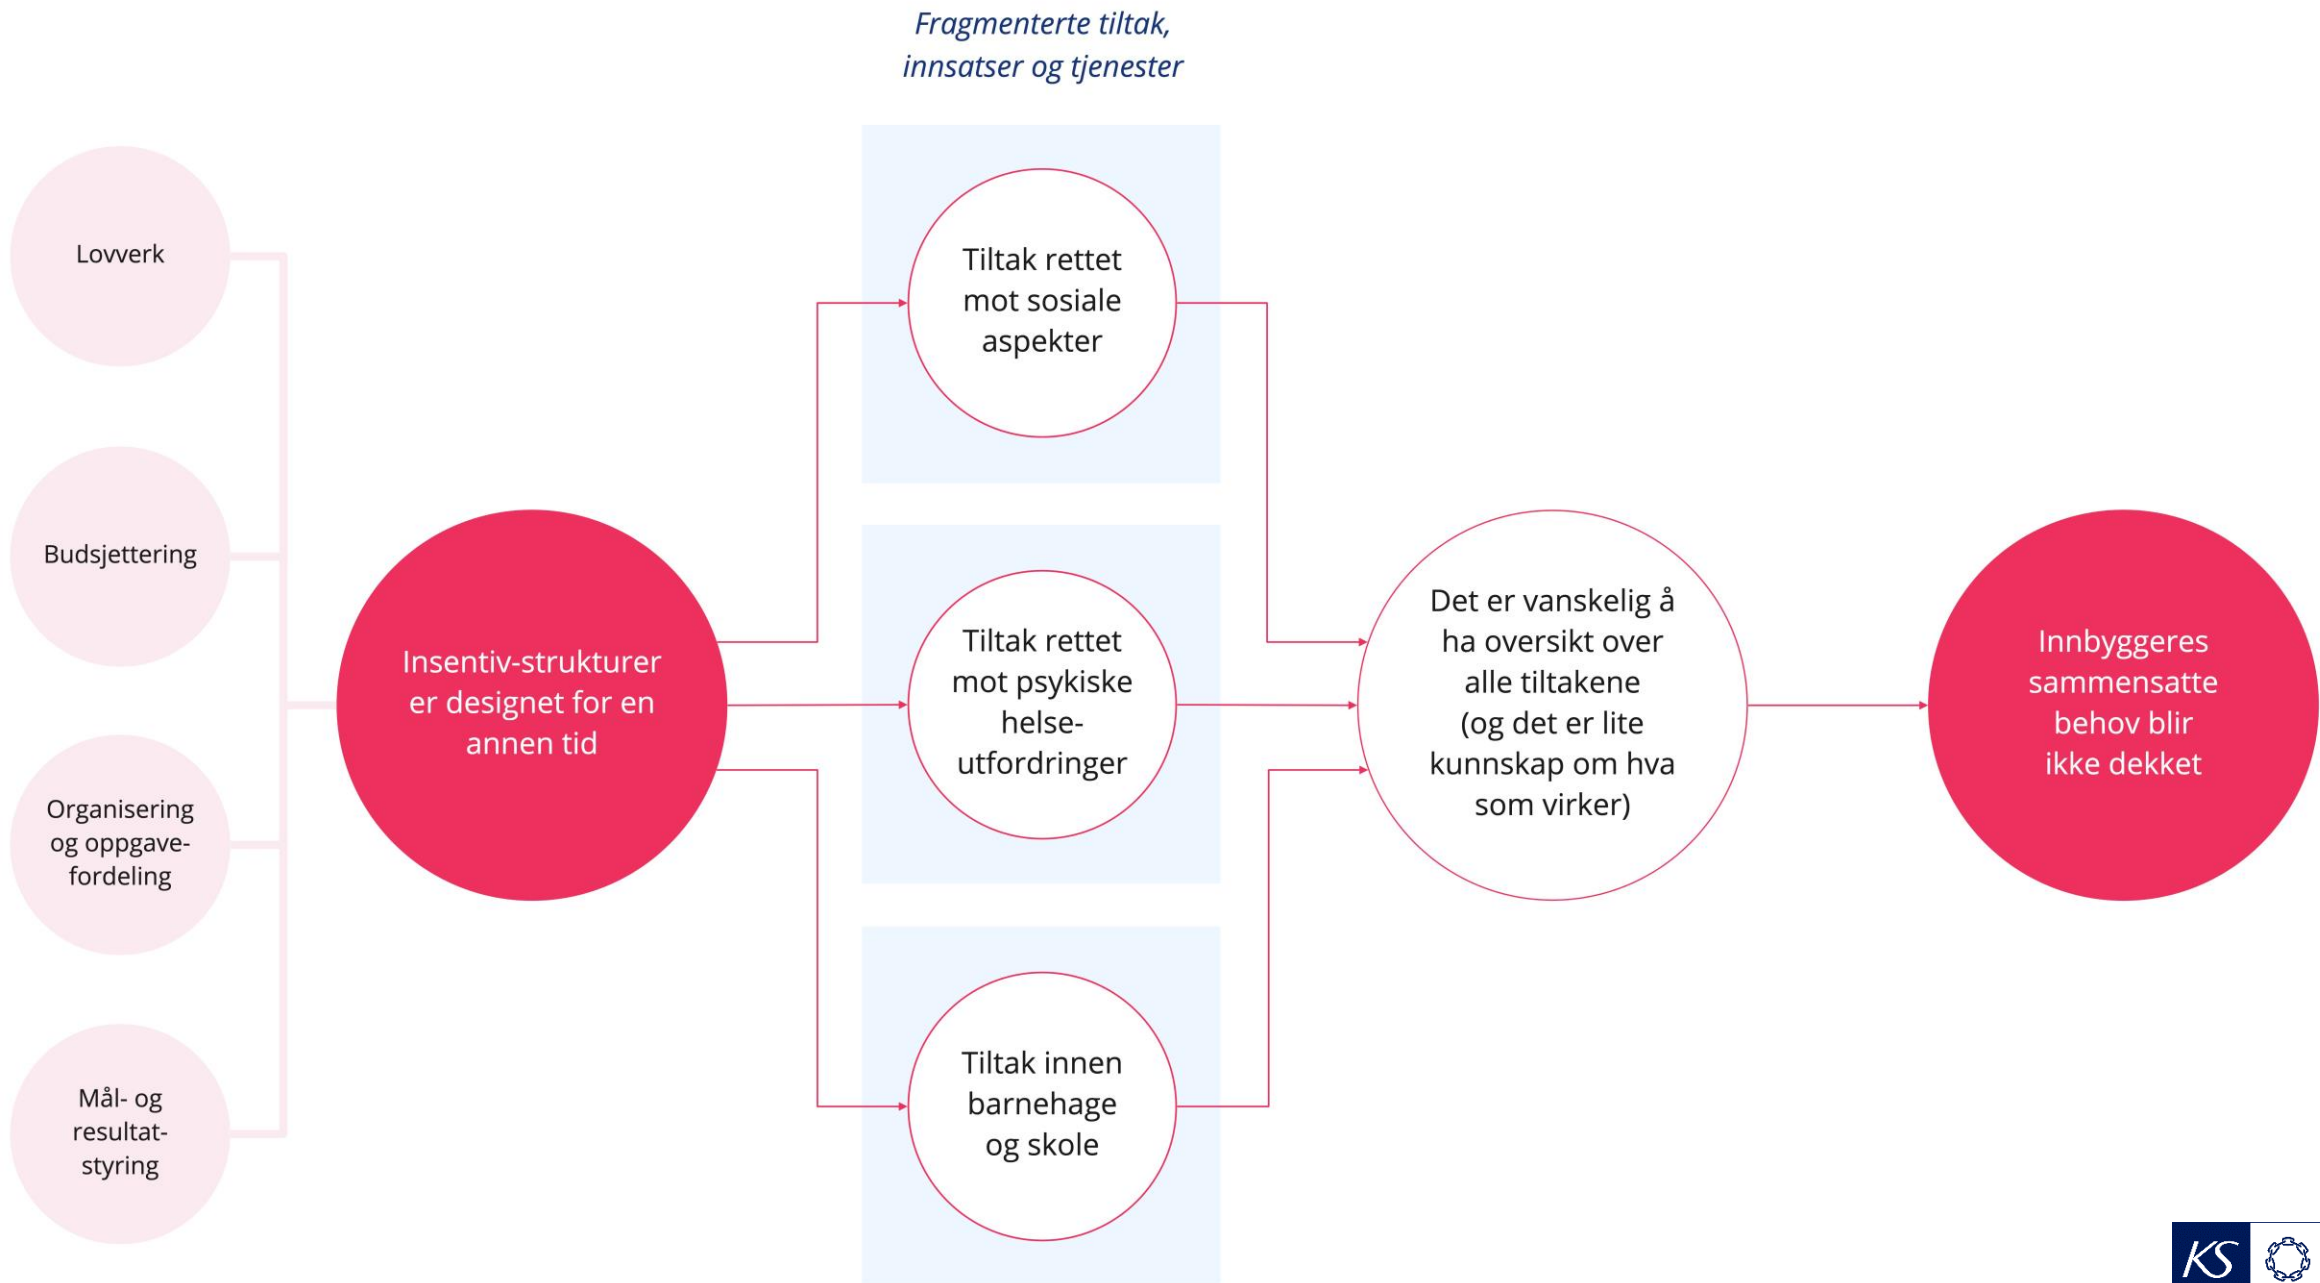 Fragmenterte tiltak,
innsatser og tjenester
Lovverk
Budsjettering
Organisering
og oppgave-
fordeling
Mål- og
resultat-
styring
Insentiv-strukturer
er designet for en
annen tid
Tiltak rettet
mot sosiale
aspekter
Tiltak rettet
mot psykiske
helse-
utfordringer
Tiltak innen
barnehage
og skole
Det er vanskelig å
ha oversikt over
alle tiltakene
(og det er lite
kunnskap om hva
som virker)
Innbyggeres
sammensatte
behov blir
ikke dekket
KS